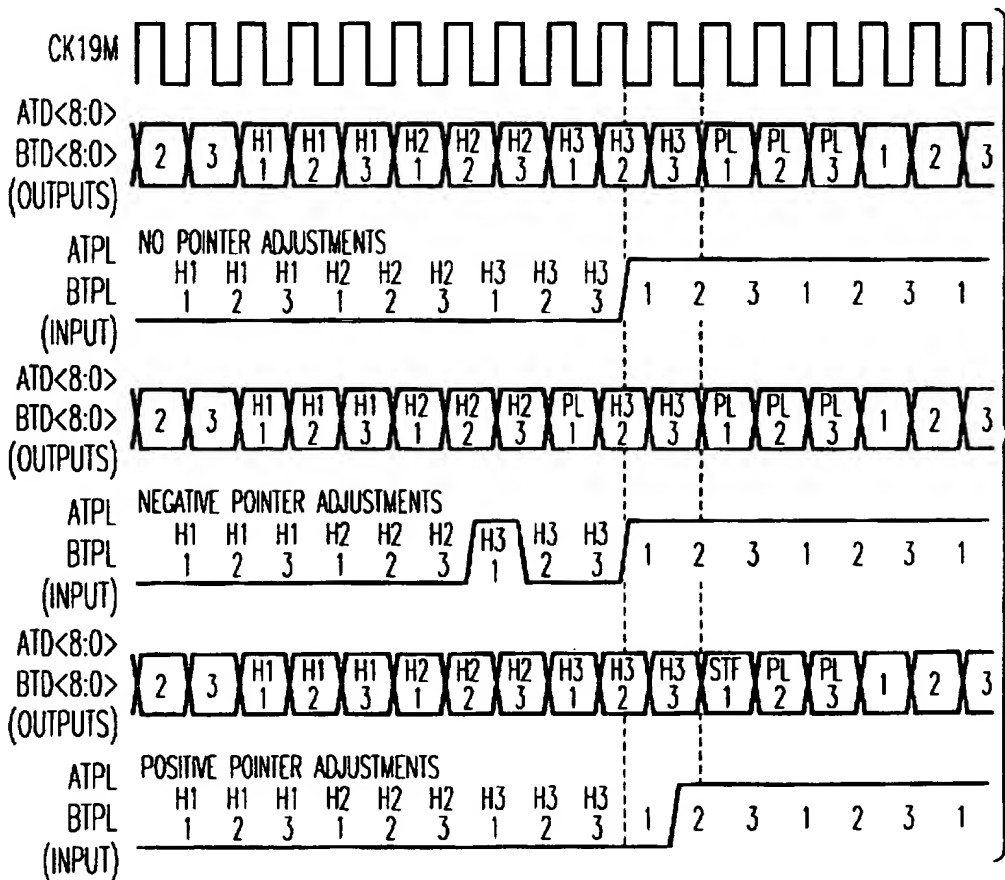 CK19M
ATD<8:0>
BTD<8:0>
(OUTPUTS)
2 3 H1 1 H1 2 H1 3 H2 1 H2 2 H2 3 H3 1 H3 2 H3 3 PL 1 PL 2 PL 3 1 2 3
ATPL
BTPL
(INPUT)
NO POINTER ADJUSTMENTS
H1 H1 H1 H2 H2 H2 H3 H3 H3
1 2 3 1 2 3 1 2 3 1 2 3 1 2 3 1
ATD<8:0>
BTD<8:0>
(OUTPUTS)
2 3 H1 1 H1 2 H1 3 H2 1 H2 2 H2 3 PL 1 H3 2 H3 3 PL 1 PL 2 PL 3 1 2 3
ATPL
BTPL
(INPUT)
NEGATIVE POINTER ADJUSTMENTS
H1 H1 H1 H2 H2 H2 H3 H3 H3
1 2 3 1 2 3 1 2 3 1 2 3 1 2 3 1
ATD<8:0>
BTD<8:0>
(OUTPUTS)
2 3 H1 1 H1 2 H1 3 H2 1 H2 2 H2 3 H3 1 H3 2 H3 3 STF 1 PL 2 PL 3 1 2 3
ATPL
BTPL
(INPUT)
POSITIVE POINTER ADJUSTMENTS
H1 H1 H1 H2 H2 H2 H3 H3 H3
1 2 3 1 2 3 1 2 3 1 2 3 1 2 3 1